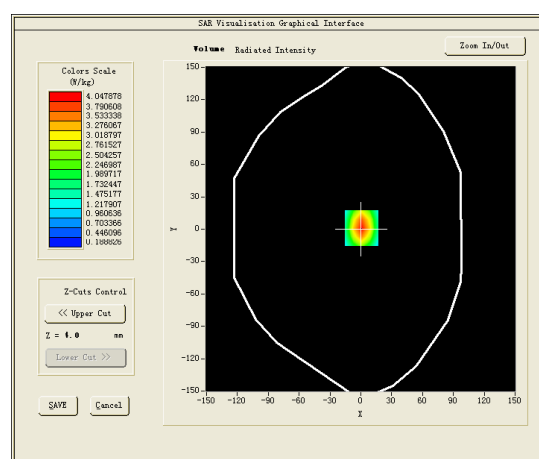 SAR Visualisation Graphical Interface
Volume Radiated Intensity
Zoom In/Out
Colors Scale
(W/kg)
4.047878
3.790608
3.533338
3.276067
3.018797
2.761527
2.504257
2.246987
1.989717
1.732447
1.475177
1.217907
0.960636
0.703366
0.446096
0.188826
Z-Cuts Control
<< Upper Cut
Z = 4.0 mm
Lower Cut >>
SAVE Cancel
150
120
90
60
30
0
-30
-60
-90
-120
-150
Y
-150 -120 -90 -60 -30 0 30 60 90 120 150
X